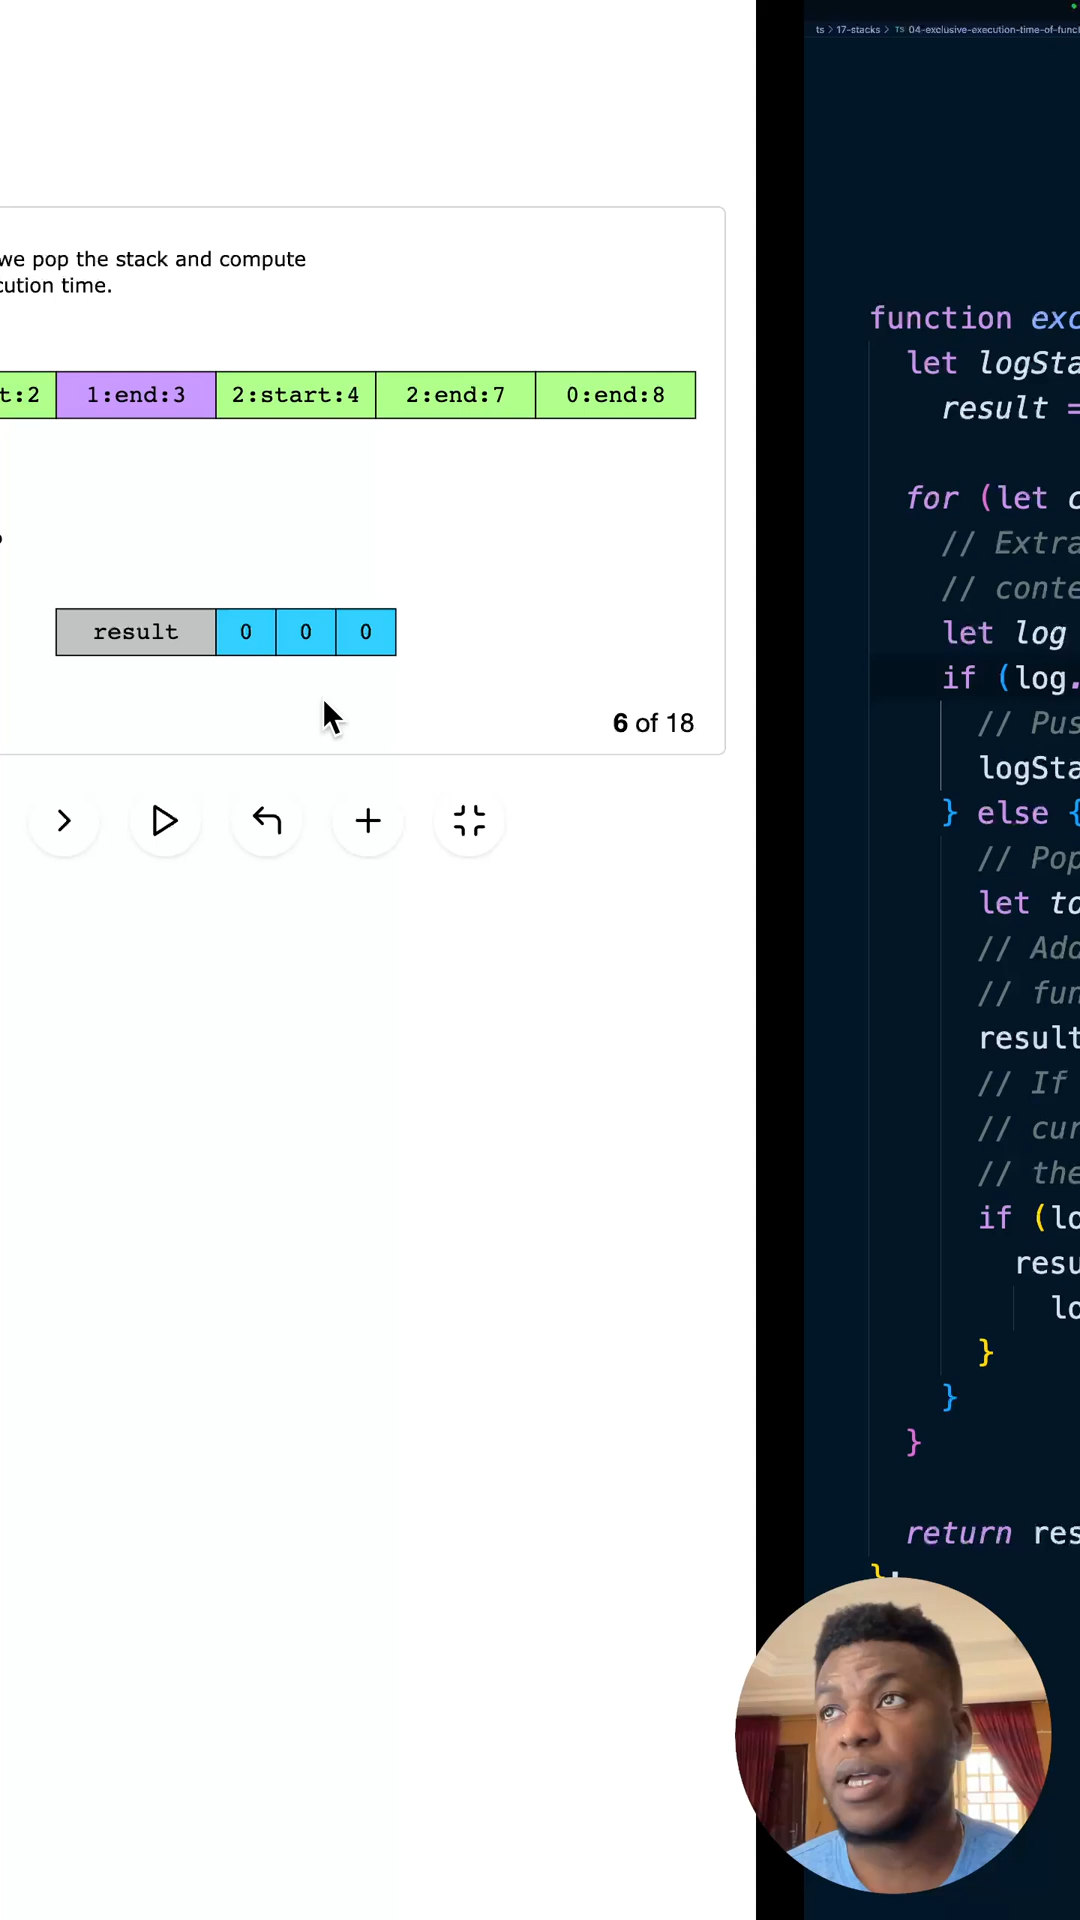 ts > 17-stacks > TS 04-exclusive-execution-time-of-func
we pop the stack and compute
cution time.
t:2 1:end:3 2:start:4 2:end:7 0:end:8
result 0 0 0
6 of 18
function exc
let logSta
result =
for (let c
// Extra
// conte
let log
if (log.
// Pus
logSta
} else {
// Pop
let to
// Add
// fun
result
// If
// cur
// the
if (lo
resu
lo
}
}
}
return res
};